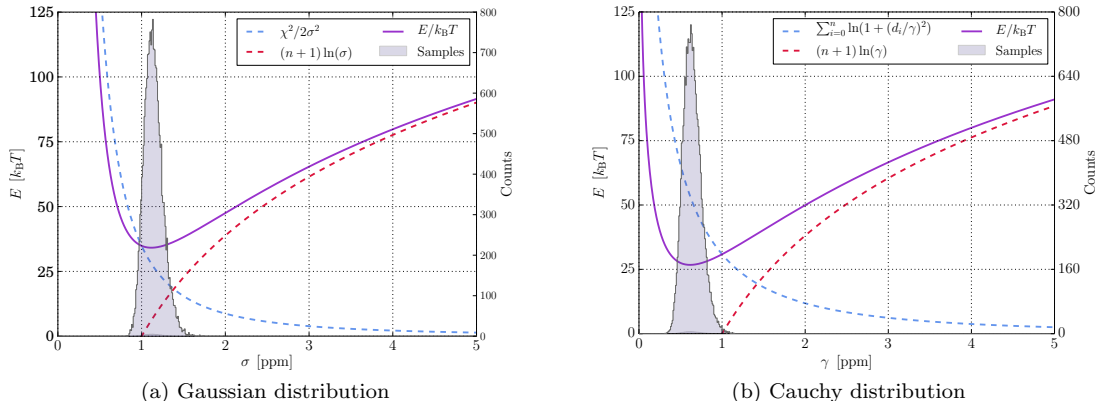 125
100
75
50
25
0
E [k_BT]
χ²/2σ²
(n + 1) ln(σ)
E/k_BT
Samples
800
700
600
500
400
300
200
100
0
Counts
0 1 2 3 4 5
σ [ppm]
(a) Gaussian distribution
125
100
75
50
25
0
E [k_BT]
∑ⁿᵢ₌₀ ln(1 + (dᵢ/γ)²)
(n + 1) ln(γ)
E/k_BT
Samples
800
640
480
320
160
0
Counts
0 1 2 3 4 5
γ [ppm]
(b) Cauchy distribution